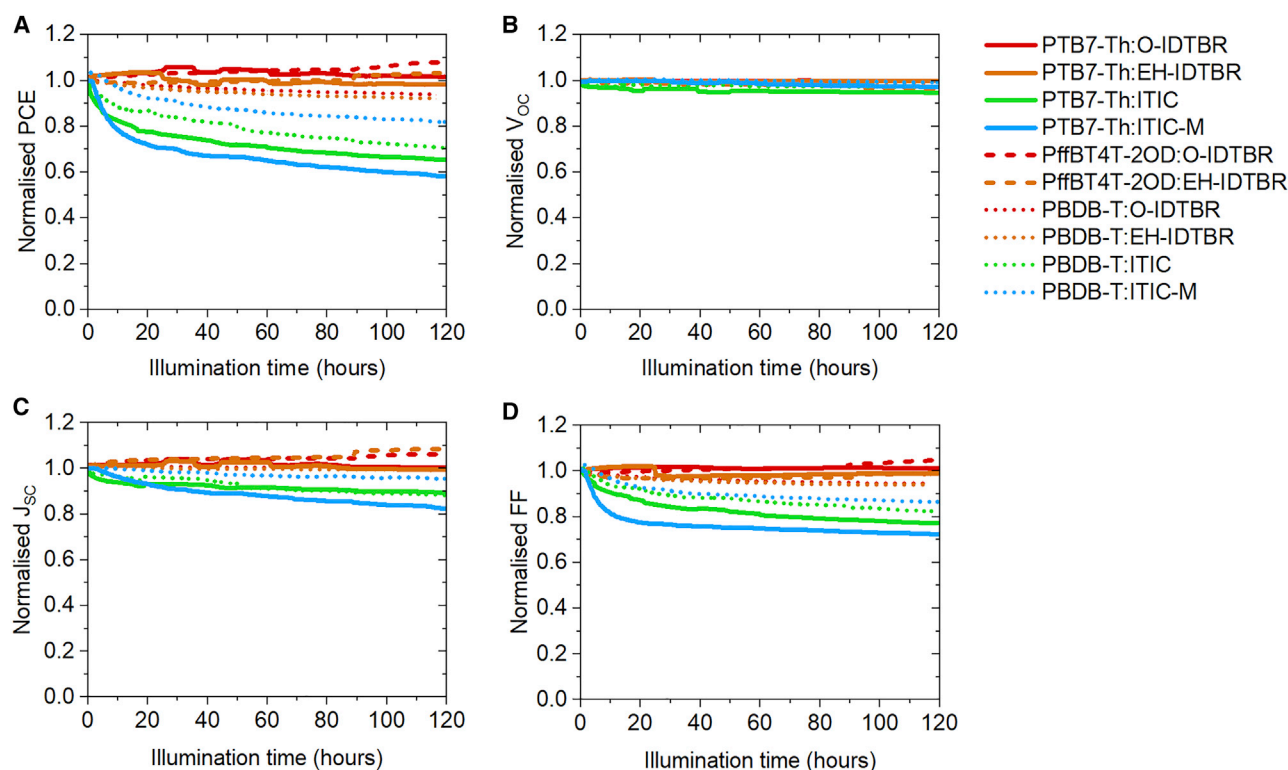 A
1.2
1.0
0.8
0.6
0.4
0.2
0.0
Normalised PCE
0 20 40 60 80 100 120
Illumination time (hours)
B
1.2
1.0
0.8
0.6
0.4
0.2
0.0
Normalised VOC
0 20 40 60 80 100 120
Illumination time (hours)
PTB7-Th:O-IDTBR
PTB7-Th:EH-IDTBR
PTB7-Th:ITIC
PTB7-Th:ITIC-M
PffBT4T-2OD:O-IDTBR
PffBT4T-2OD:EH-IDTBR
PBDB-T:O-IDTBR
PBDB-T:EH-IDTBR
PBDB-T:ITIC
PBDB-T:ITIC-M
C
1.2
1.0
0.8
0.6
0.4
0.2
0.0
Normalised JSC
0 20 40 60 80 100 120
Illumination time (hours)
D
1.2
1.0
0.8
0.6
0.4
0.2
0.0
Normalised FF
0 20 40 60 80 100 120
Illumination time (hours)